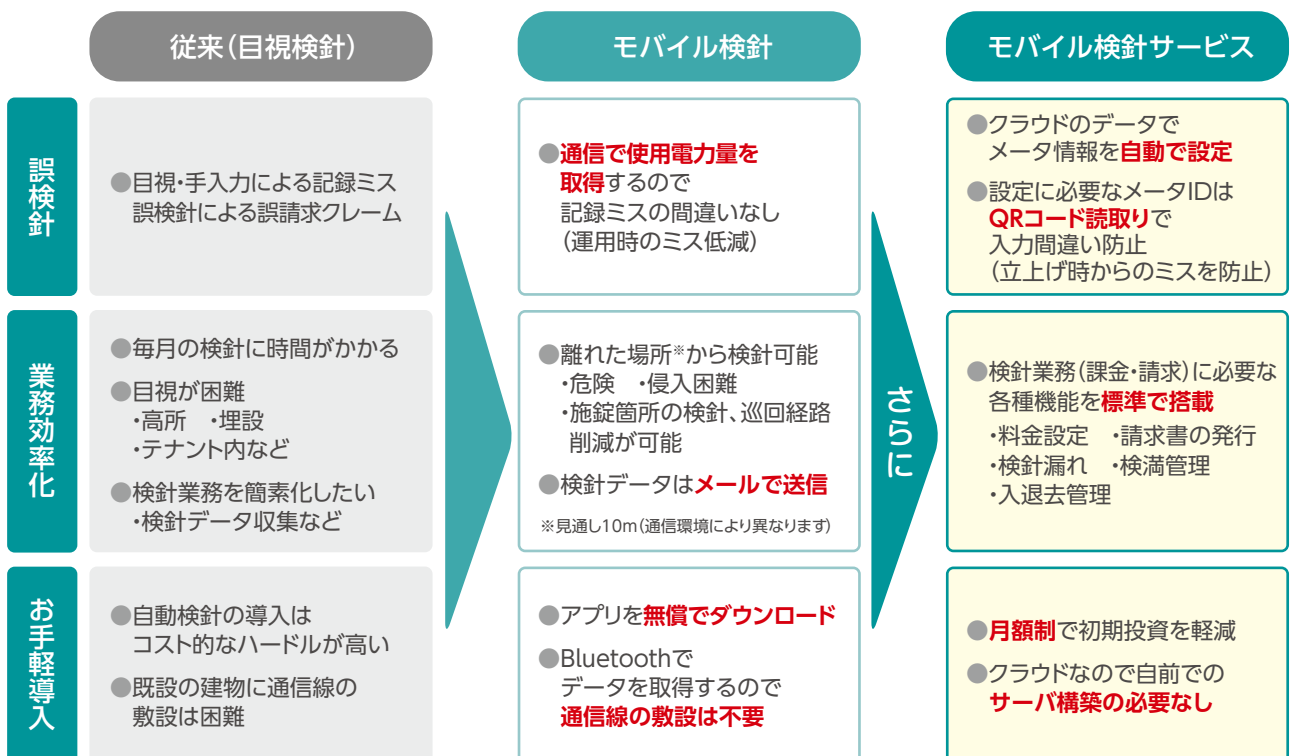 従来(目視検針)
モバイル検針
モバイル検針サービス
誤検針
●目視・手入力による記録ミス
誤検針による誤請求クレーム
●通信で使用電力量を
取得するので
記録ミスの間違いなし
(運用時のミス低減)
●クラウドのデータで
メータ情報を自動で設定
●設定に必要なメータIDは
QRコード読取りで
入力間違い防止
(立上げ時からのミスを防止)
業務効率化
●毎月の検針に時間がかかる
●目視が困難
・高所 ・埋設
・テナント内など
●検針業務を簡素化したい
・検針データ収集など
●離れた場所※から検針可能
・危険 ・侵入困難
・施錠箇所の検針、巡回経路
削減が可能
●検針データはメールで送信
※見通し10m(通信環境により異なります)
さらに
●検針業務(課金・請求)に必要な
各種機能を標準で搭載
・料金設定 ・請求書の発行
・検針漏れ ・検満管理
・入退去管理
お手軽導入
●自動検針の導入は
コスト的なハードルが高い
●既設の建物に通信線の
敷設は困難
●アプリを無償でダウンロード
●Bluetoothで
データを取得するので
通信線の敷設は不要
●月額制で初期投資を軽減
●クラウドなので自前での
サーバ構築の必要なし